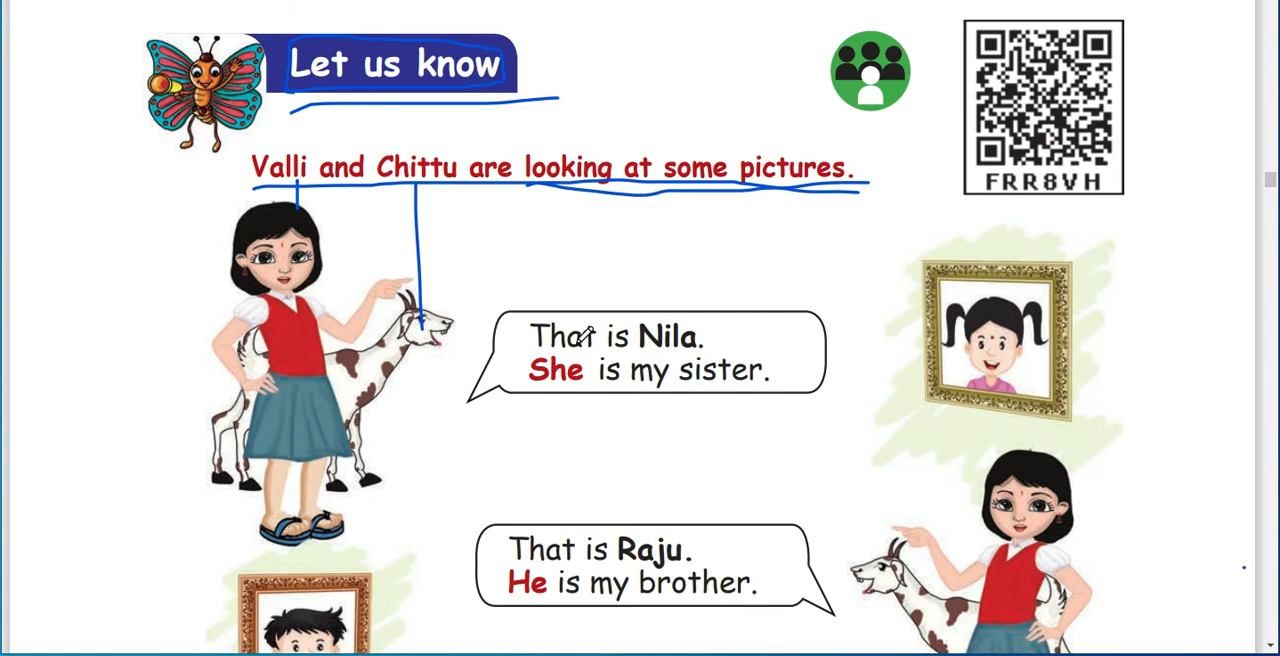 Let us know
FRR8VH
Valli and Chittu are looking at some pictures.
That is Nila.
She is my sister.
That is Raju.
He is my brother.